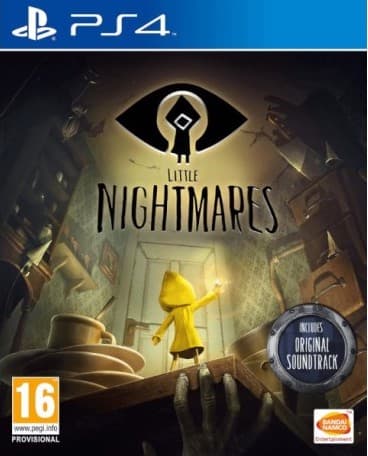 PS4
LITTLE
NIGHTMARES
INCLUDES
ORIGINAL
SOUNDTRACK
16
www.pegi.info
PROVISIONAL
BANDAI
NAMCO
Entertainment